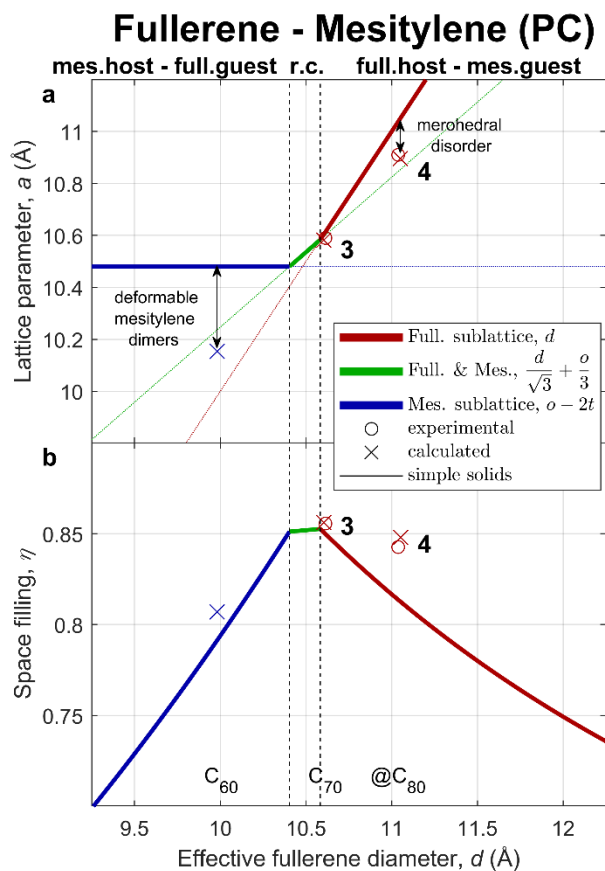 Fullerene - Mesitylene (PC)
mes.host - full.guest r.c. full.host - mes.guest
a
11
10.8
10.6
10.4
10.2
10
Lattice parameter, a (Å)
merohedral
disorder
4
3
deformable
mesitylene
dimers
Full. sublattice, d
Full. & Mes., d/√3 + o/3
Mes. sublattice, o − 2t
experimental
calculated
simple solids
b
0.85
0.8
0.75
Space filling, η
3
4
C60
C70
@C80
9.5 10 10.5 11 11.5 12
Effective fullerene diameter, d (Å)